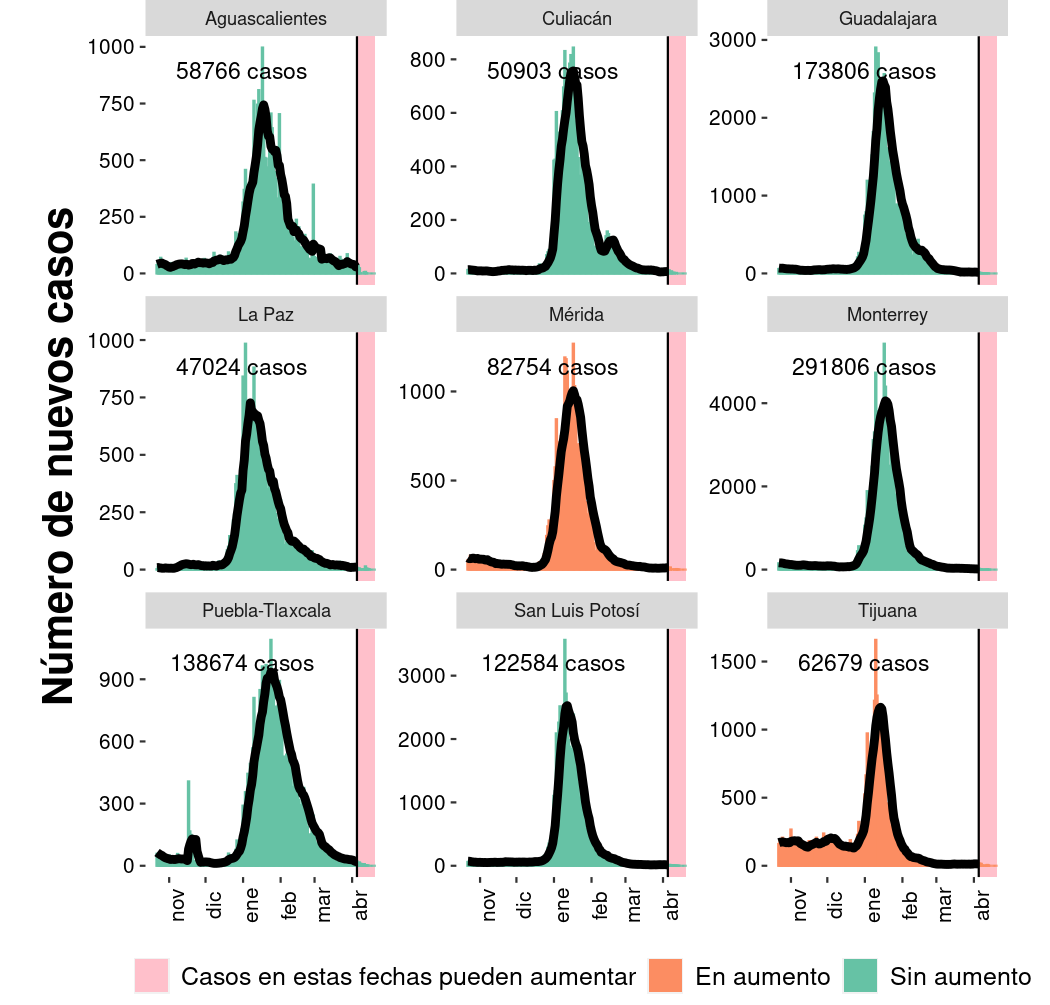 Número de nuevos casos
Aguascalientes
58766 casos
1000
750
500
250
0
Culiacán
50903 casos
800
600
400
200
0
Guadalajara
173806 casos
3000
2000
1000
0
La Paz
47024 casos
1000
750
500
250
0
Mérida
82754 casos
1000
500
0
Monterrey
291806 casos
4000
2000
0
Puebla-Tlaxcala
138674 casos
900
600
300
0
San Luis Potosí
122584 casos
3000
2000
1000
0
Tijuana
62679 casos
1500
1000
500
0
nov dic ene feb mar abr
nov dic ene feb mar abr
nov dic ene feb mar abr
Casos en estas fechas pueden aumentar En aumento Sin aumento